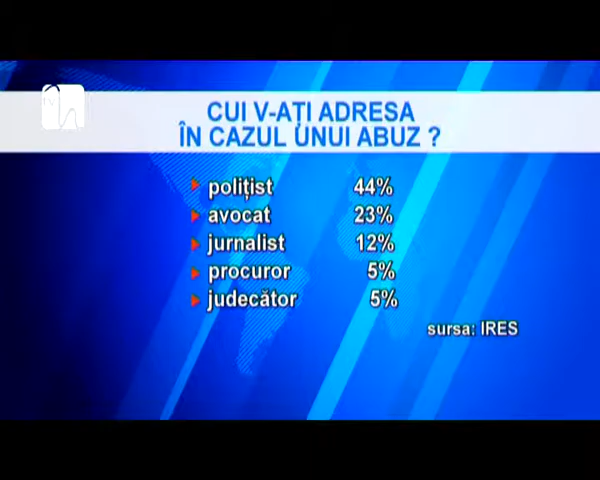 CUI V-AȚI ADRESA
ÎN CAZUL UNUI ABUZ ?
polițist 44%
avocat 23%
jurnalist 12%
procuror 5%
judecător 5%
sursa: IRES